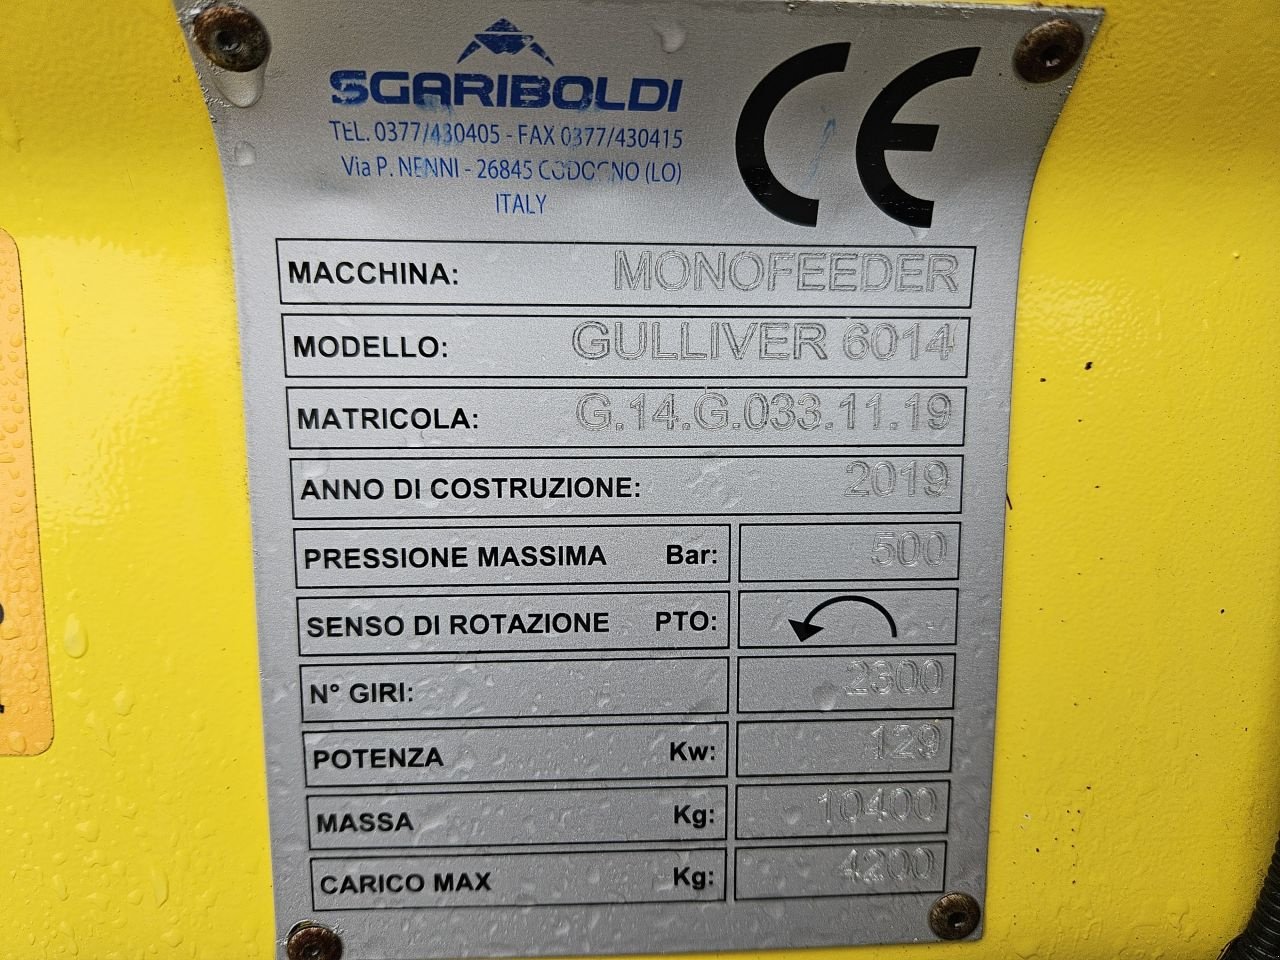 SGARIBOLDI
TEL. 0377/430405 - FAX 0377/430415
Via P. NENNI - 26845 CODOGNO (LO)
ITALY
CE
MACCHINA: MONOFEEDER
MODELLO: GULLIVER 6014
MATRICOLA: G.14.G.033.11.19
ANNO DI COSTRUZIONE: 2019
PRESSIONE MASSIMA Bar: 500
SENSO DI ROTAZIONE PTO:
N° GIRI: 2300
POTENZA Kw: 129
MASSA Kg: 10400
CARICO MAX Kg: 4200